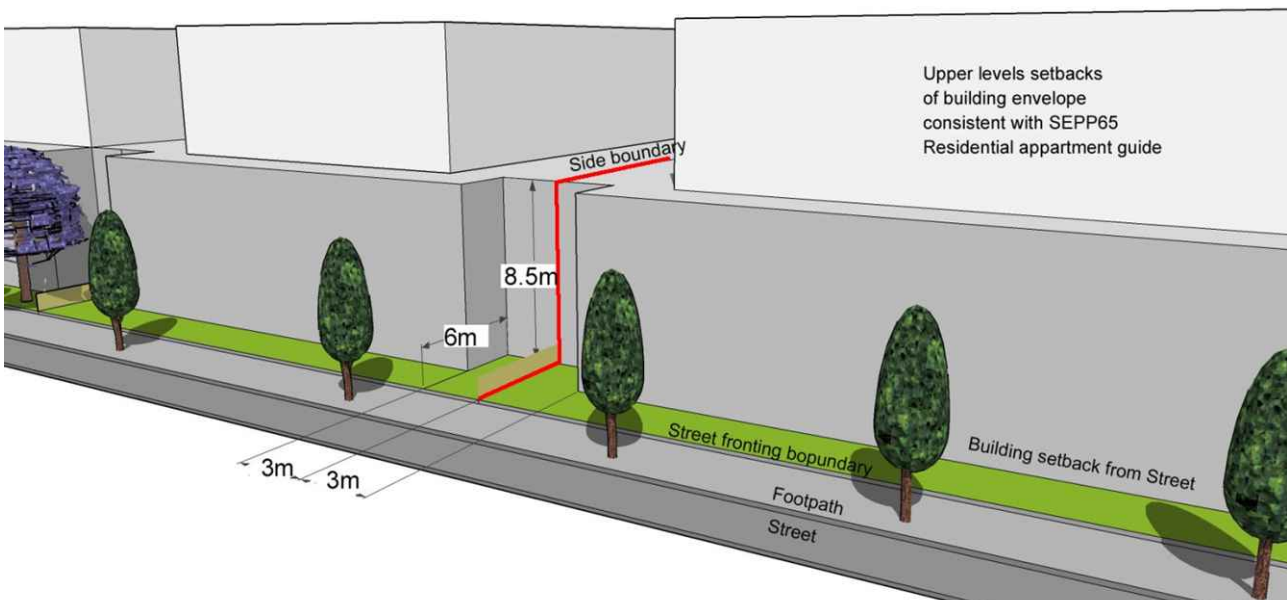 Upper levels setbacks
of building envelope
consistent with SEPP65
Residential appartment guide
Side boundary
8.5m
6m
3m
3m
Street fronting bopundary
Building setback from Street
Footpath
Street